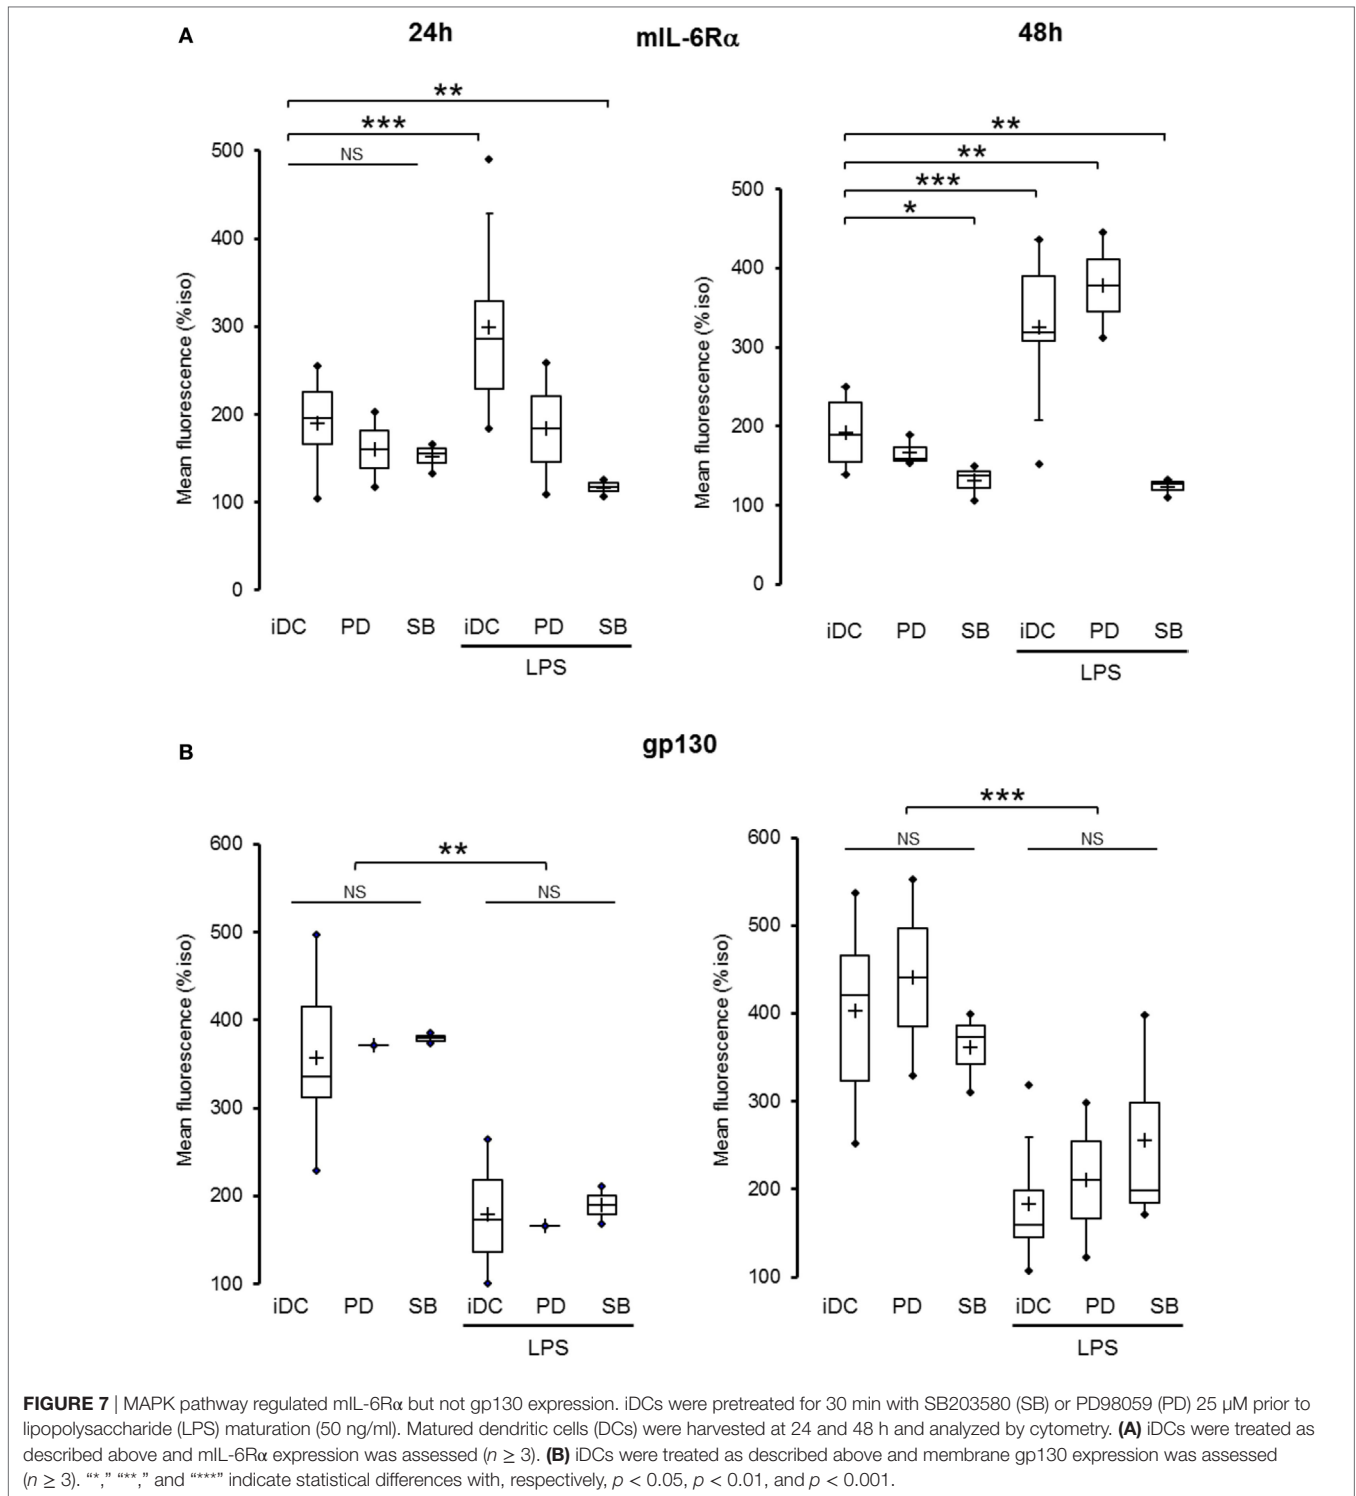 A
24h
mIL-6Rα
48h
**
***
NS
500
400
300
200
100
0
Mean fluorescence (% iso)
iDC PD SB iDC PD SB
LPS
**
**
***
*
500
400
300
200
100
0
Mean fluorescence (% iso)
iDC PD SB iDC PD SB
LPS
B
gp130
**
NS NS
600
500
400
300
200
100
Mean fluorescence (% iso)
iDC PD SB iDC PD SB
LPS
***
NS NS
600
500
400
300
200
100
Mean fluorescence (% iso)
iDC PD SB iDC PD SB
LPS
FIGURE 7 | MAPK pathway regulated mIL-6Rα but not gp130 expression. iDCs were pretreated for 30 min with SB203580 (SB) or PD98059 (PD) 25 µM prior to
lipopolysaccharide (LPS) maturation (50 ng/ml). Matured dendritic cells (DCs) were harvested at 24 and 48 h and analyzed by cytometry. (A) iDCs were treated as
described above and mIL-6Rα expression was assessed (n ≥ 3). (B) iDCs were treated as described above and membrane gp130 expression was assessed
(n ≥ 3). “*,” “**,” and “***” indicate statistical differences with, respectively, p < 0.05, p < 0.01, and p < 0.001.